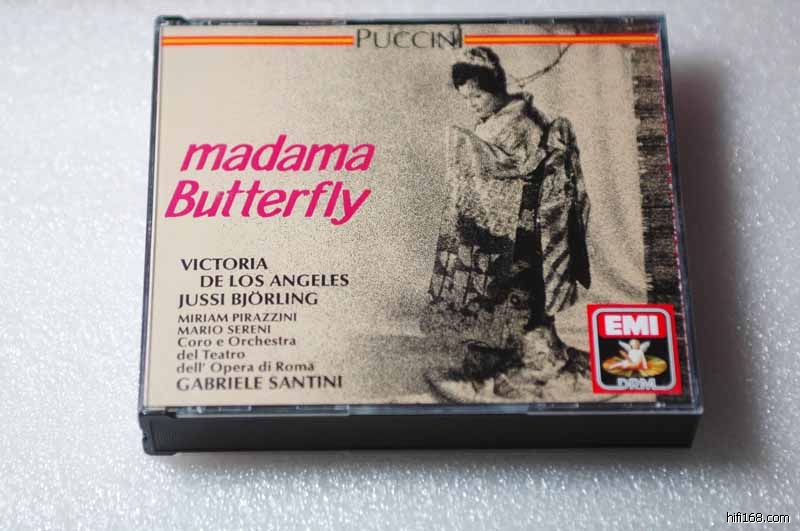 PUCCINI
madama
Butterfly
VICTORIA
DE LOS ANGELES
JUSSI BJÖRLING
MIRIAM PIRAZZINI
MARIO SERENI
Coro e Orchestra
del Teatro
dell' Opera di Roma
GABRIELE SANTINI
EMI
DRM
hifi168.com